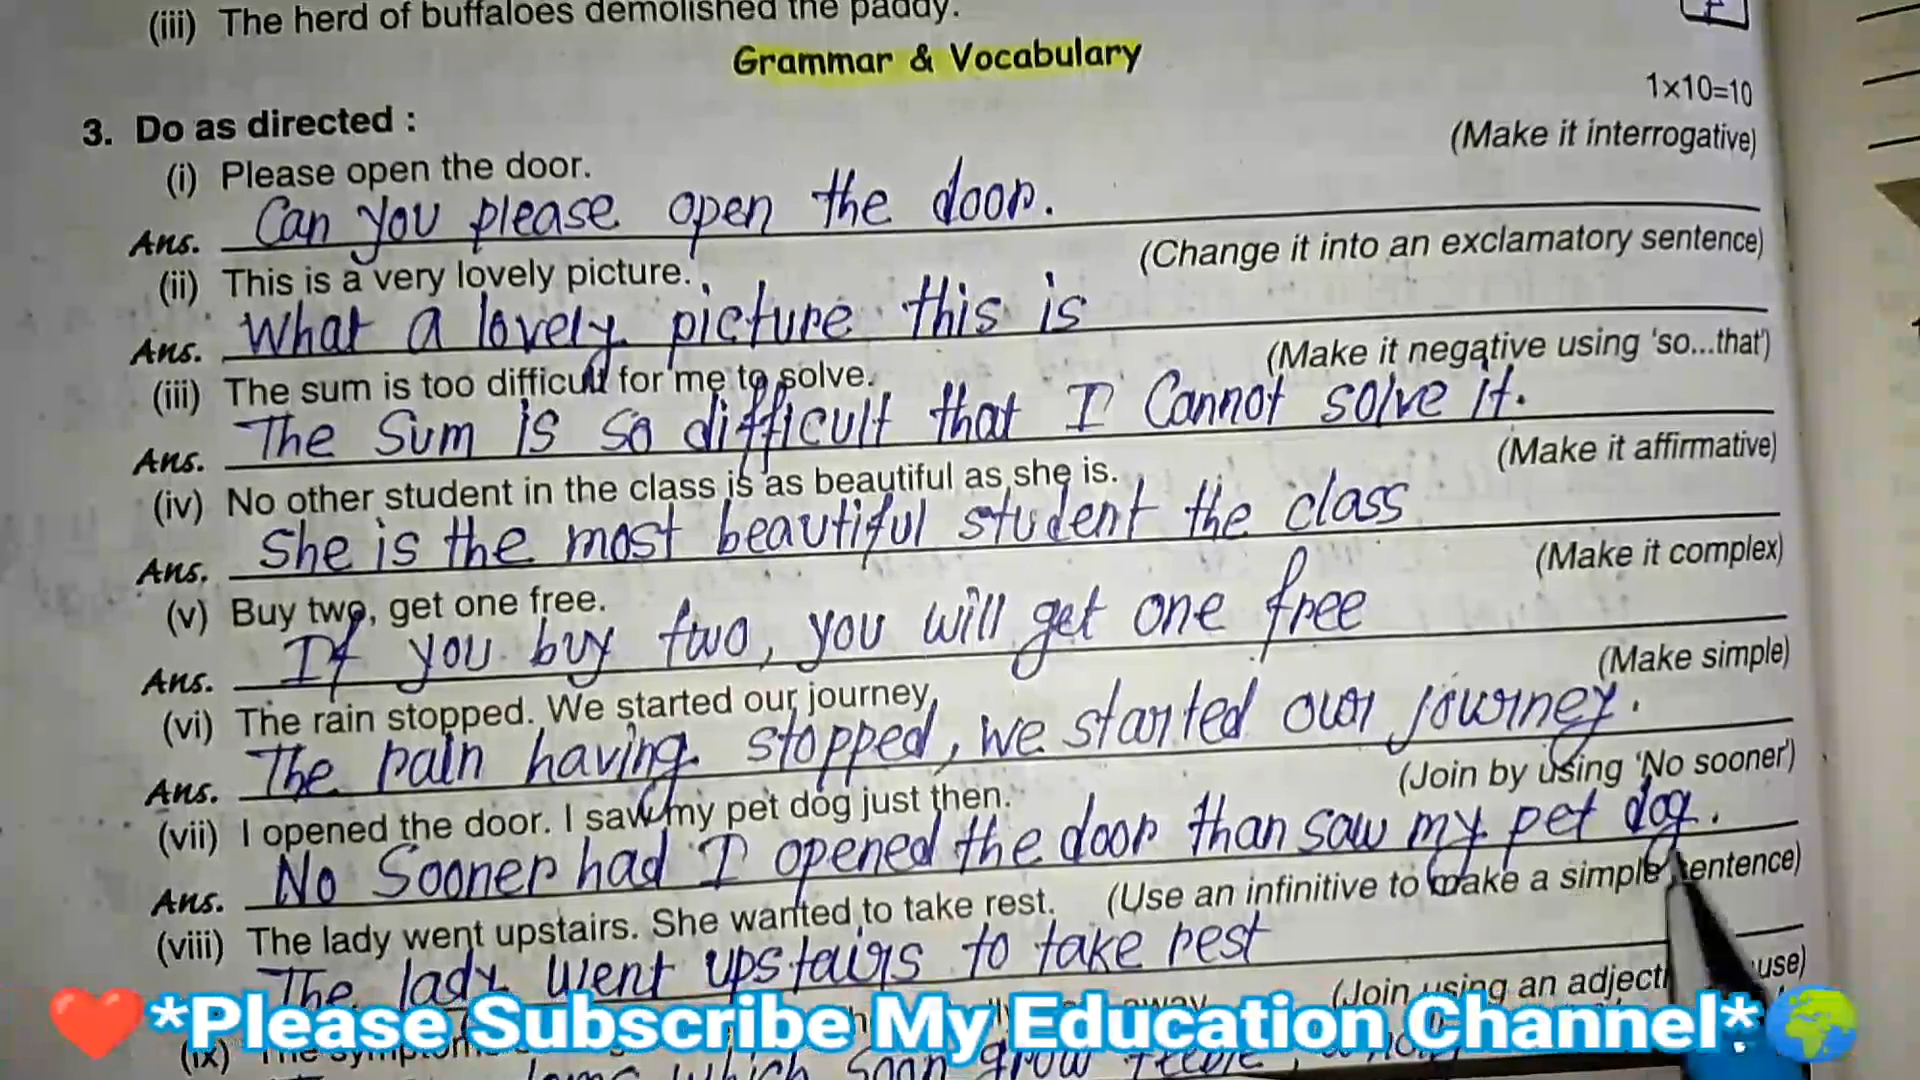 (iii) The herd of buffaloes demolished the paddy.
Grammar & Vocabulary
1×10=10
3. Do as directed :
(i) Please open the door. (Make it interrogative)
Ans. Can you please open the door.
(ii) This is a very lovely picture. (Change it into an exclamatory sentence)
Ans. What a lovely picture this is
(iii) The sum is too difficult for me to solve. (Make it negative using 'so...that')
Ans. The Sum is so difficult that I Cannot solve it.
(iv) No other student in the class is as beautiful as she is. (Make it affirmative)
Ans. She is the most beautiful student the class
(v) Buy two, get one free. (Make it complex)
Ans. If you buy two, you will get one free
(vi) The rain stopped. We started our journey. (Make simple)
Ans. The rain having stopped, we started our journey.
(vii) I opened the door. I saw my pet dog just then. (Join by using 'No sooner')
Ans. No Sooner had I opened the door than saw my pet dog.
(viii) The lady went upstairs. She wanted to take rest. (Use an infinitive to make a simple sentence)
The lady went upstairs to take rest
(Join using an
*Please Subscribe My Education Channel*
(ix) The
which soon grow feeble,